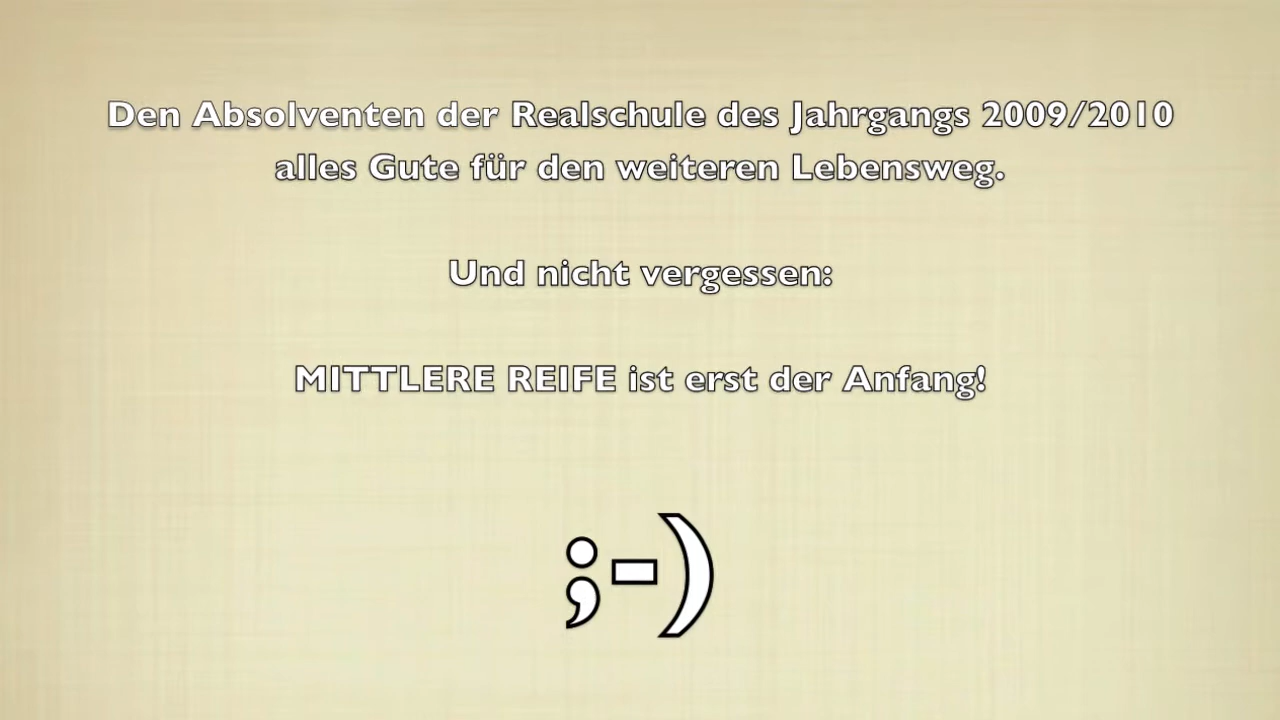 Den Absolventen der Realschule des Jahrgangs 2009/2010
alles Gute für den weiteren Lebensweg.
Und nicht vergessen:
MITTLERE REIFE ist erst der Anfang!
;-)